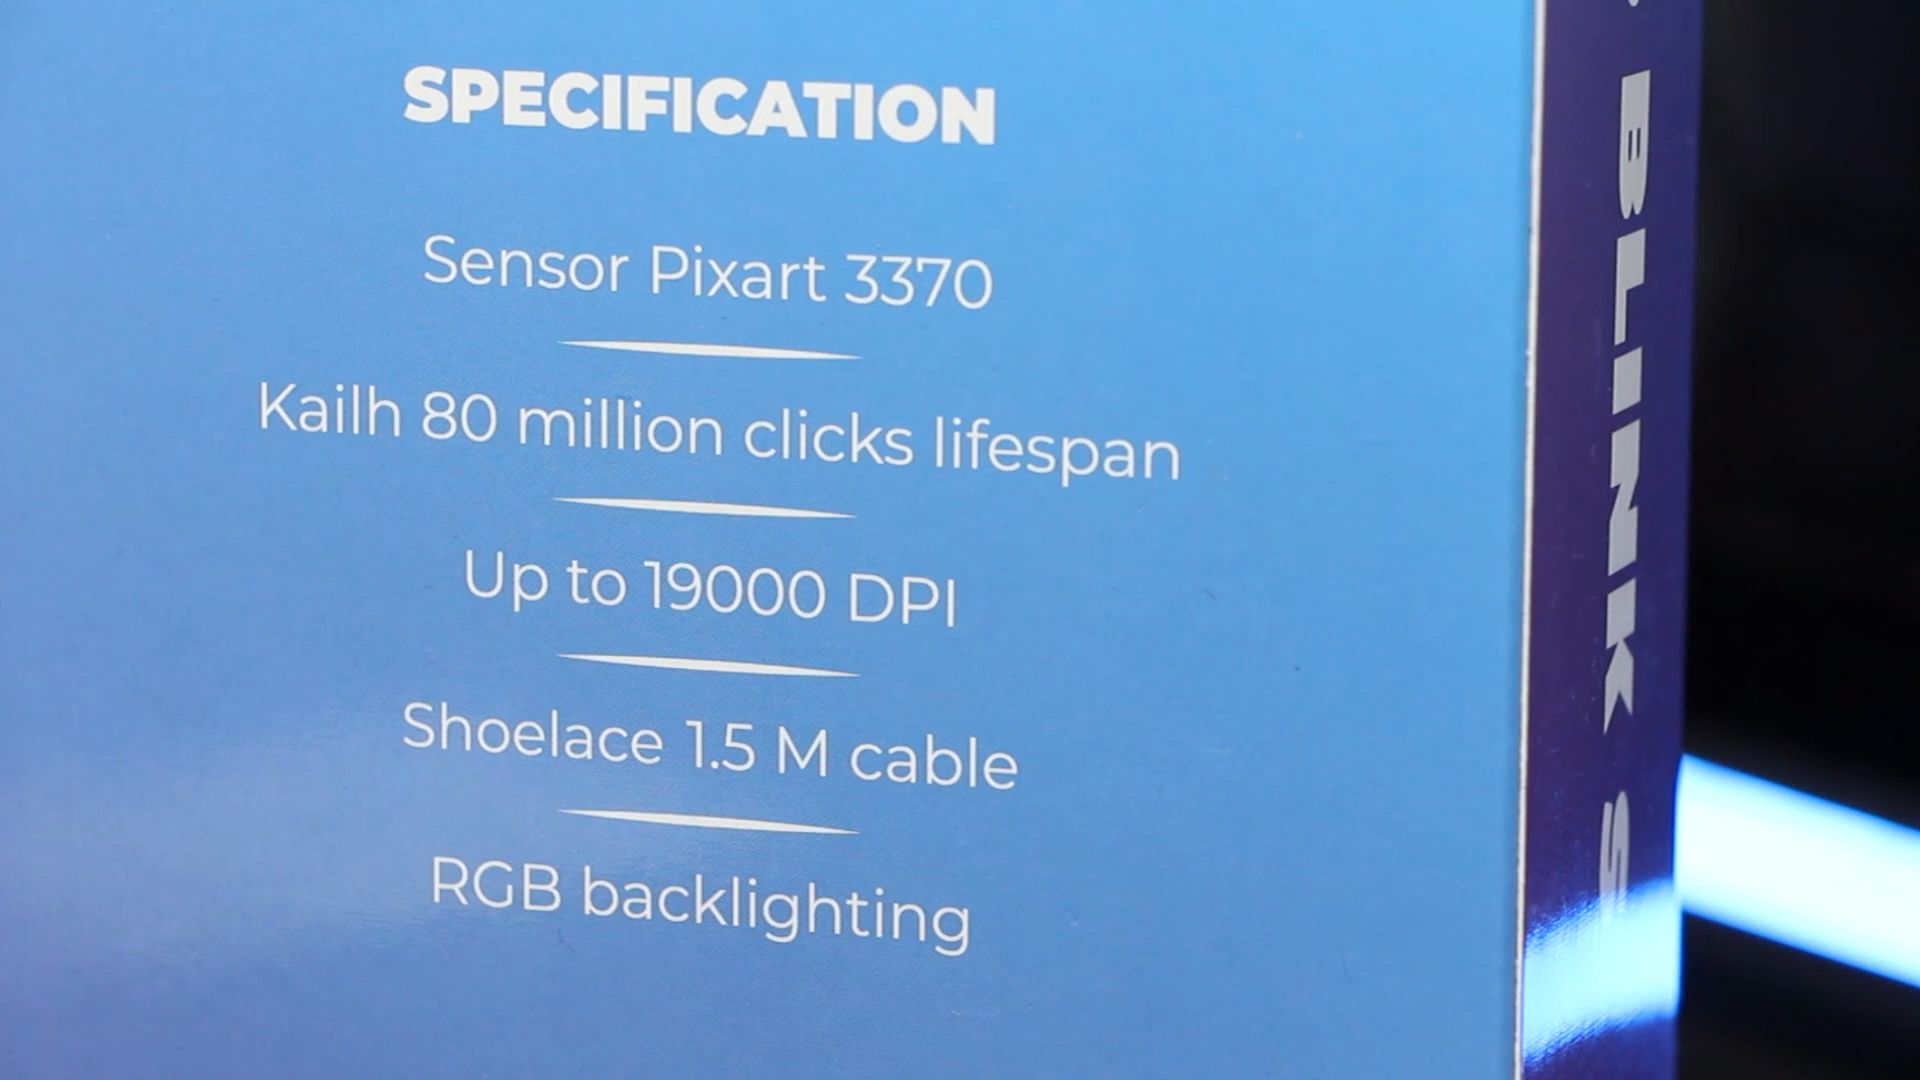 SPECIFICATION
Sensor Pixart 3370
Kailh 80 million clicks lifespan
Up to 19000 DPI
Shoelace 1.5 M cable
RGB backlighting
BLINK S